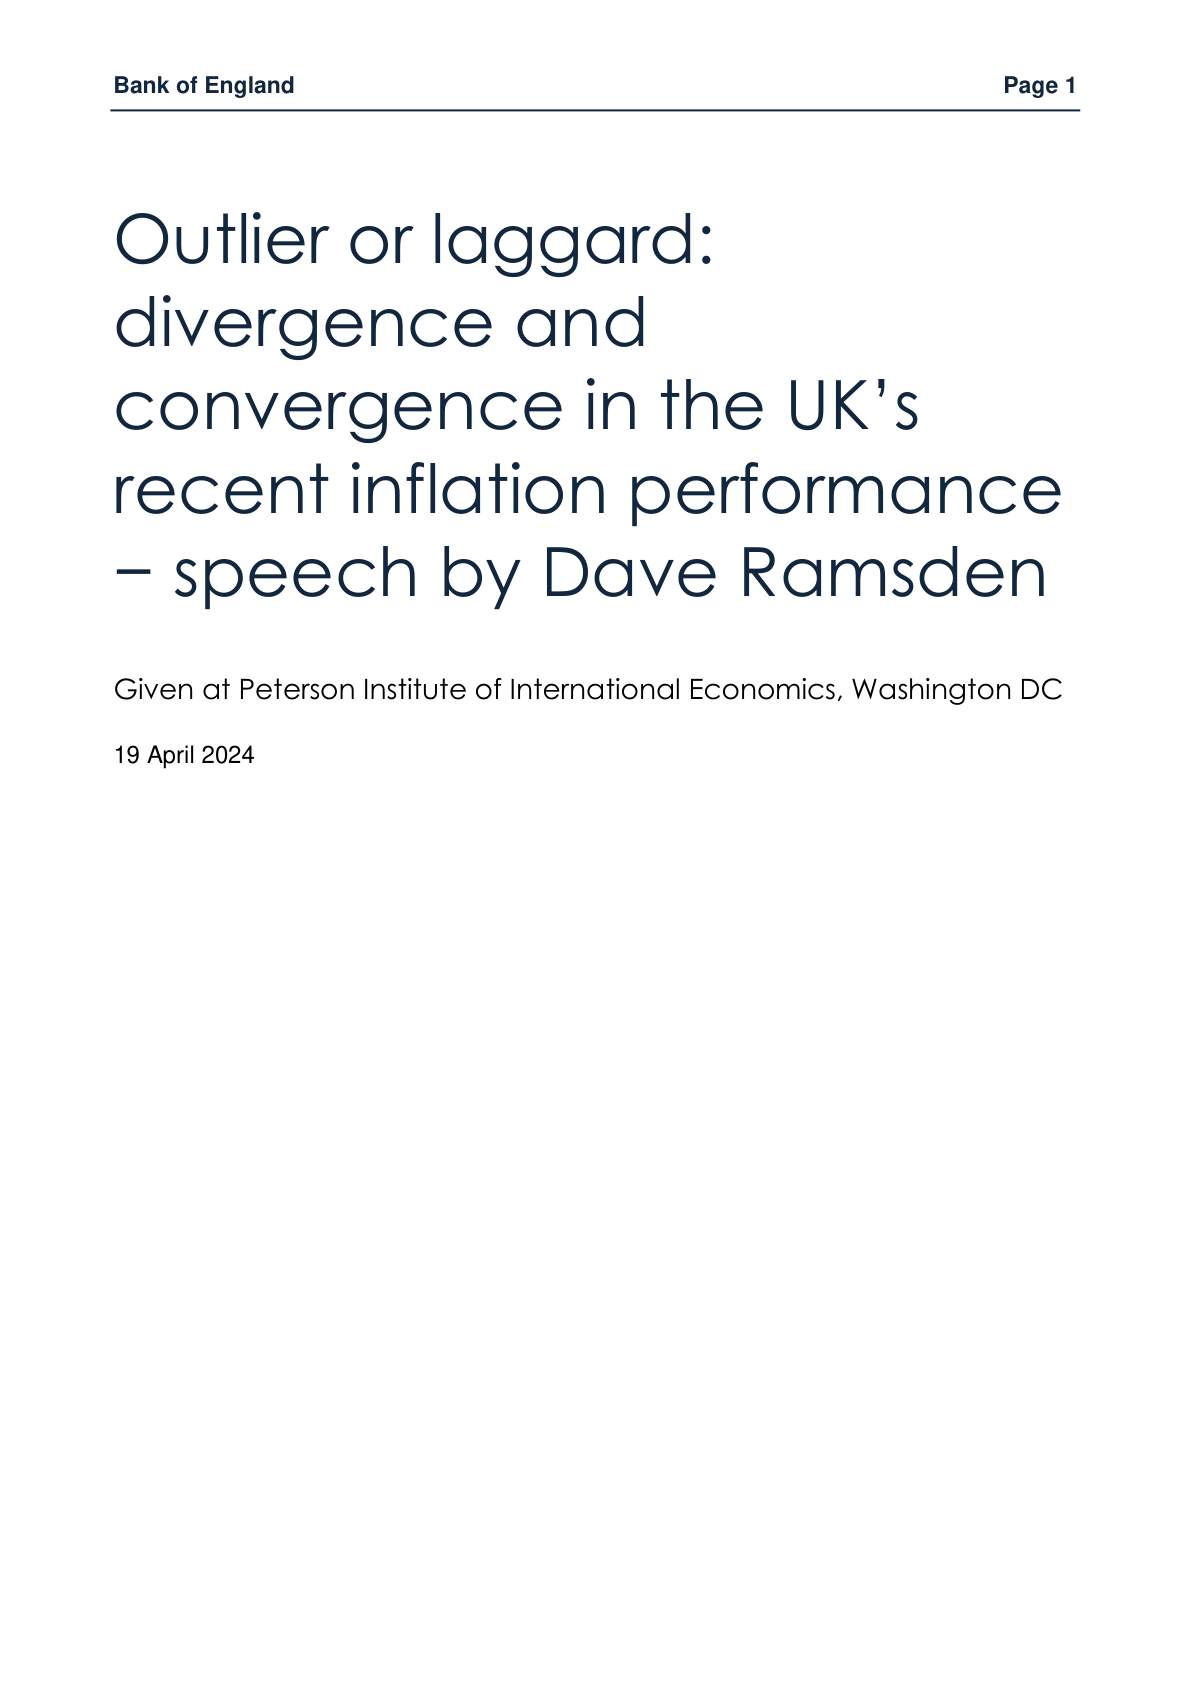 Bank of England Page 1
Outlier or laggard:
divergence and
convergence in the UK’s
recent inflation performance
− speech by Dave Ramsden
Given at Peterson Institute of International Economics, Washington DC
19 April 2024